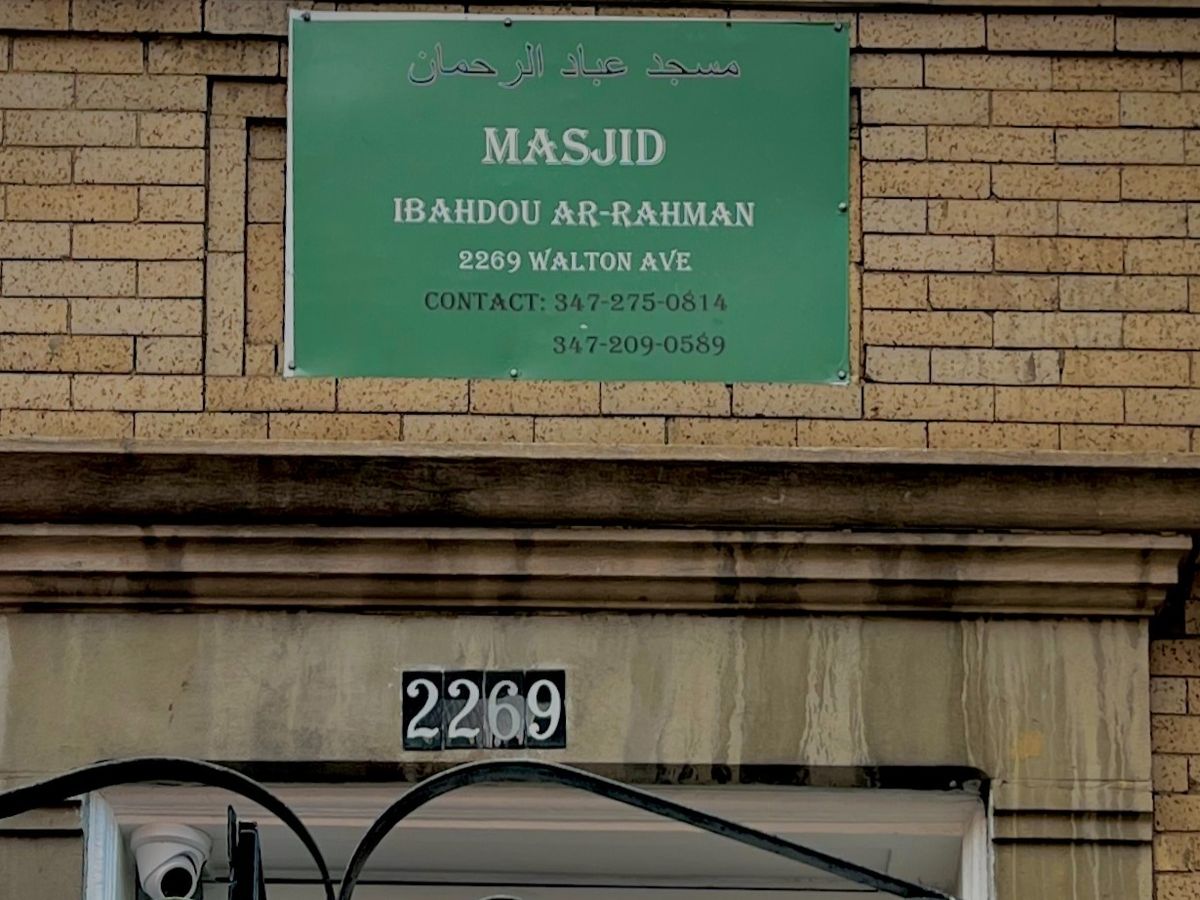 مسجد عباد الرحمان
MASJID
IBAHDOU AR-RAHMAN
2269 WALTON AVE
CONTACT: 347-275-0814
347-209-0589
2269